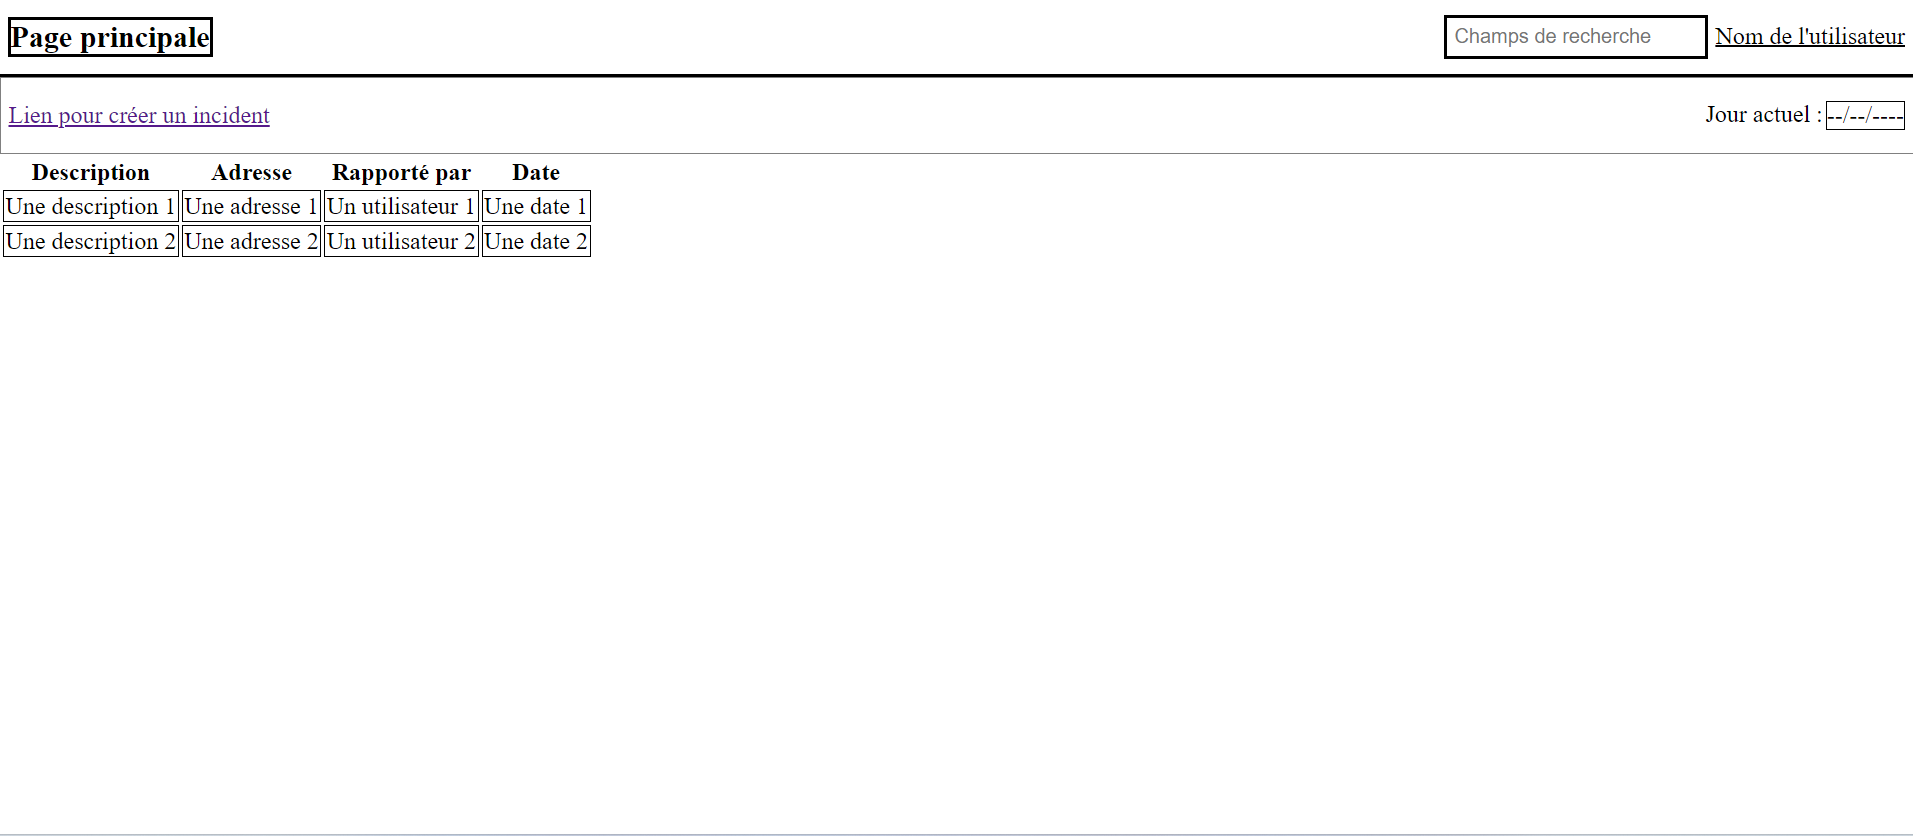 Page principale
Champs de recherche
Nom de l'utilisateur
Lien pour créer un incident
Jour actuel : --/--/----
Description Adresse Rapporté par Date
Une description 1 Une adresse 1 Un utilisateur 1 Une date 1
Une description 2 Une adresse 2 Un utilisateur 2 Une date 2